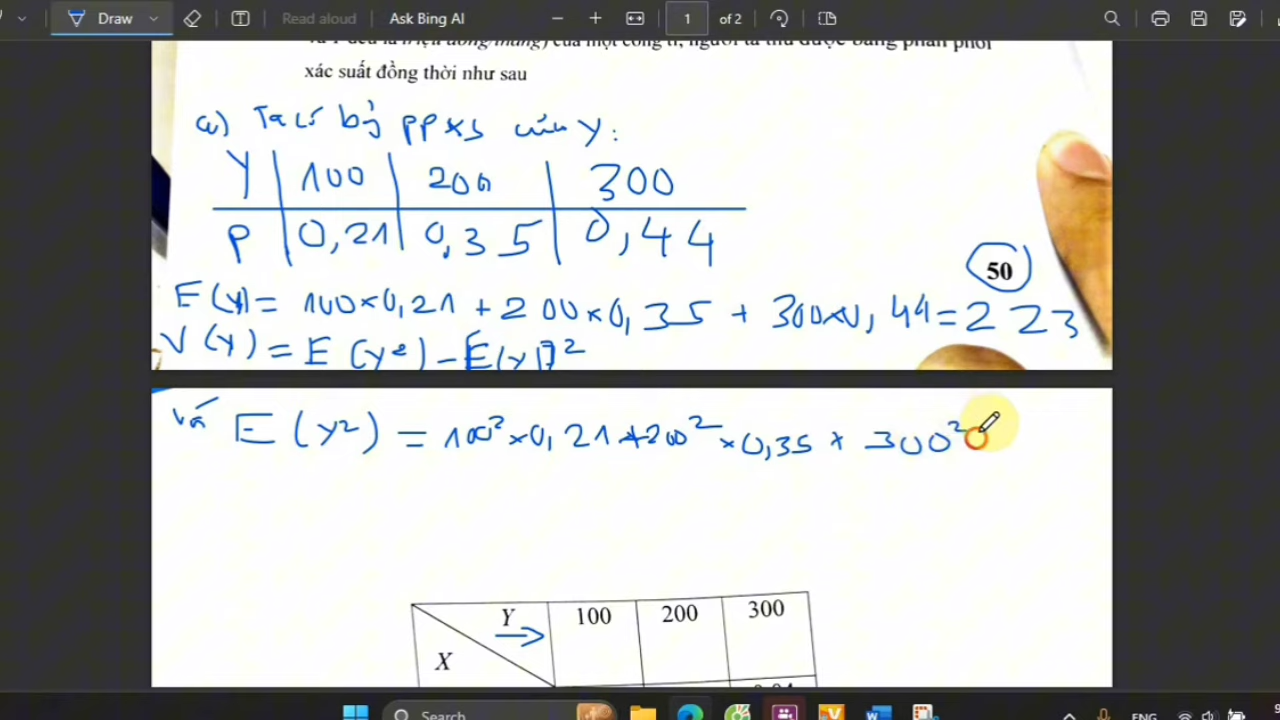 Draw
Read aloud
Ask Bing AI
1
of 2
xác suất đồng thời như sau
a) Ta có bảng PPXS của Y:
Y 100 200 300
P 0,21 0,35 0,44
50
E(Y) = 100×0,21 + 200×0,35 + 300×0,44 = 223
V(Y) = E(Y²) - [E(Y)]²
Và E(Y²) = 100² × 0,21 + 200² × 0,35 + 300²
Y 100 200 300
X
Search
ENG